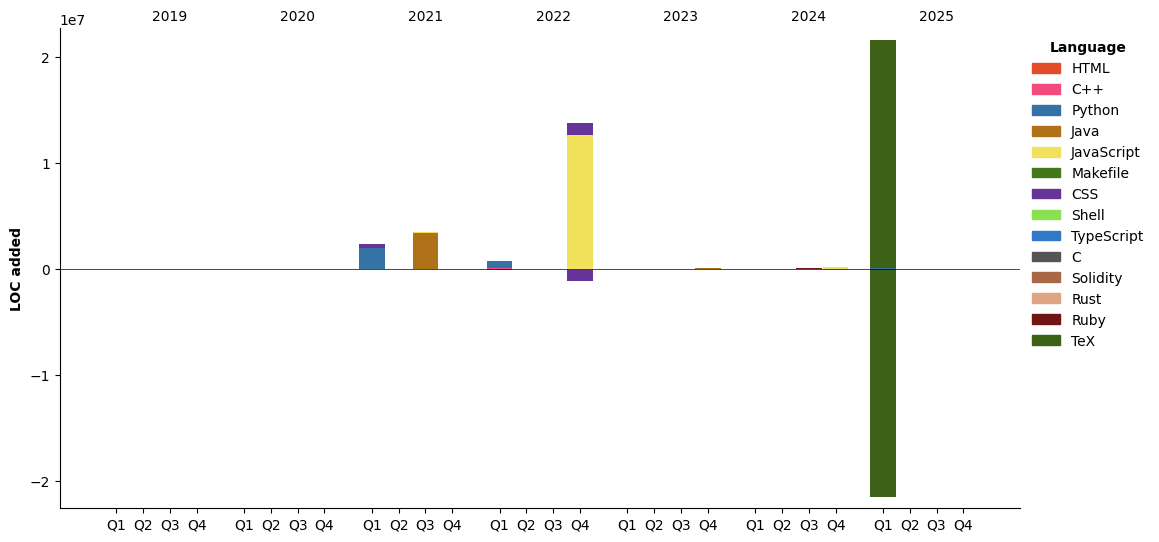 2019 2020 2021 2022 2023 2024 2025
1e7
2
1
0
−1
−2
LOC added
Q1 Q2 Q3 Q4 Q1 Q2 Q3 Q4 Q1 Q2 Q3 Q4 Q1 Q2 Q3 Q4 Q1 Q2 Q3 Q4 Q1 Q2 Q3 Q4 Q1 Q2 Q3 Q4
Language
HTML
C++
Python
Java
JavaScript
Makefile
CSS
Shell
TypeScript
C
Solidity
Rust
Ruby
TeX